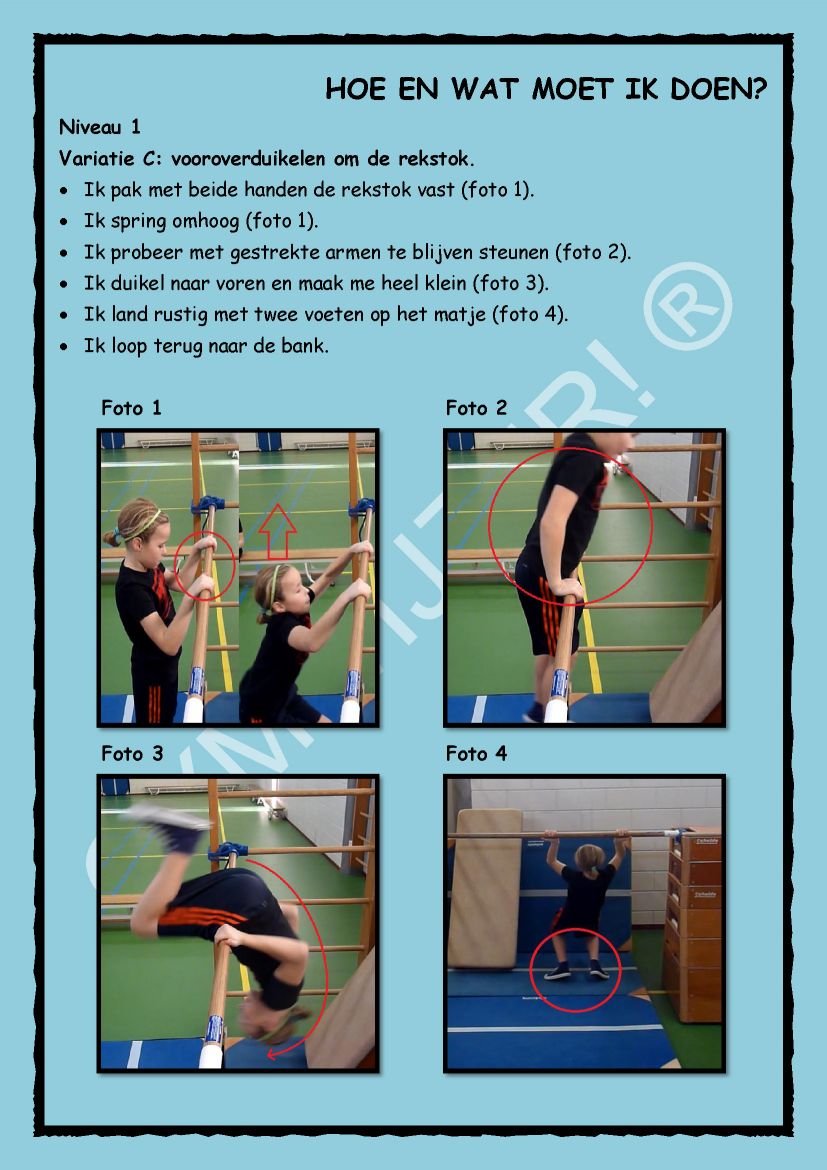 HOE EN WAT MOET IK DOEN?
Niveau 1
Variatie C: vooroverduikelen om de rekstok.
• Ik pak met beide handen de rekstok vast (foto 1).
• Ik spring omhoog (foto 1).
• Ik probeer met gestrekte armen te blijven steunen (foto 2).
• Ik duikel naar voren en maak me heel klein (foto 3).
• Ik land rustig met twee voeten op het matje (foto 4).
• Ik loop terug naar de bank.
Foto 1
Foto 2
Foto 3
Foto 4